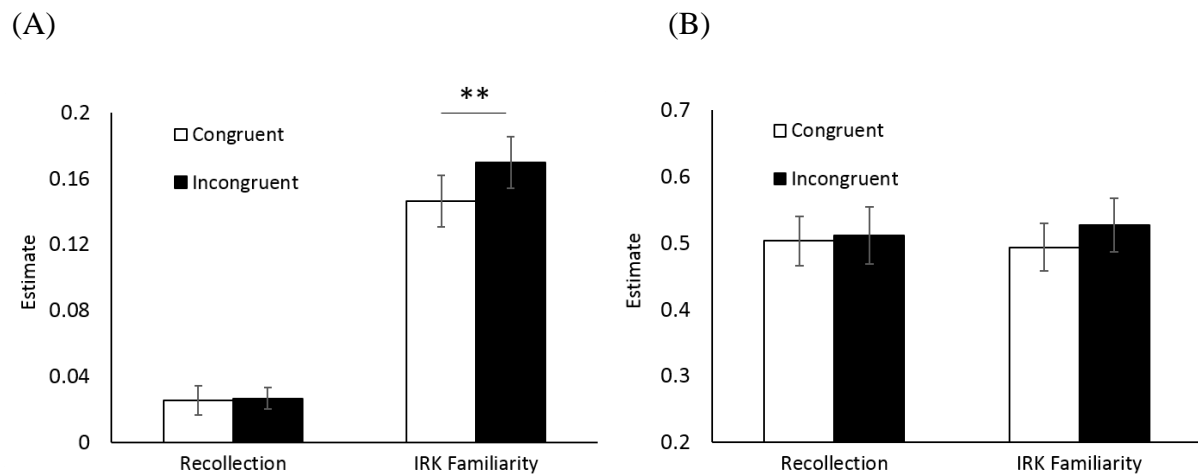 (A)
(B)
**
0.2
0.16
0.12
0.08
0.04
0
Estimate
Congruent
Incongruent
Recollection
IRK Familiarity
0.7
0.6
0.5
0.4
0.3
0.2
Estimate
Congruent
Incongruent
Recollection
IRK Familiarity